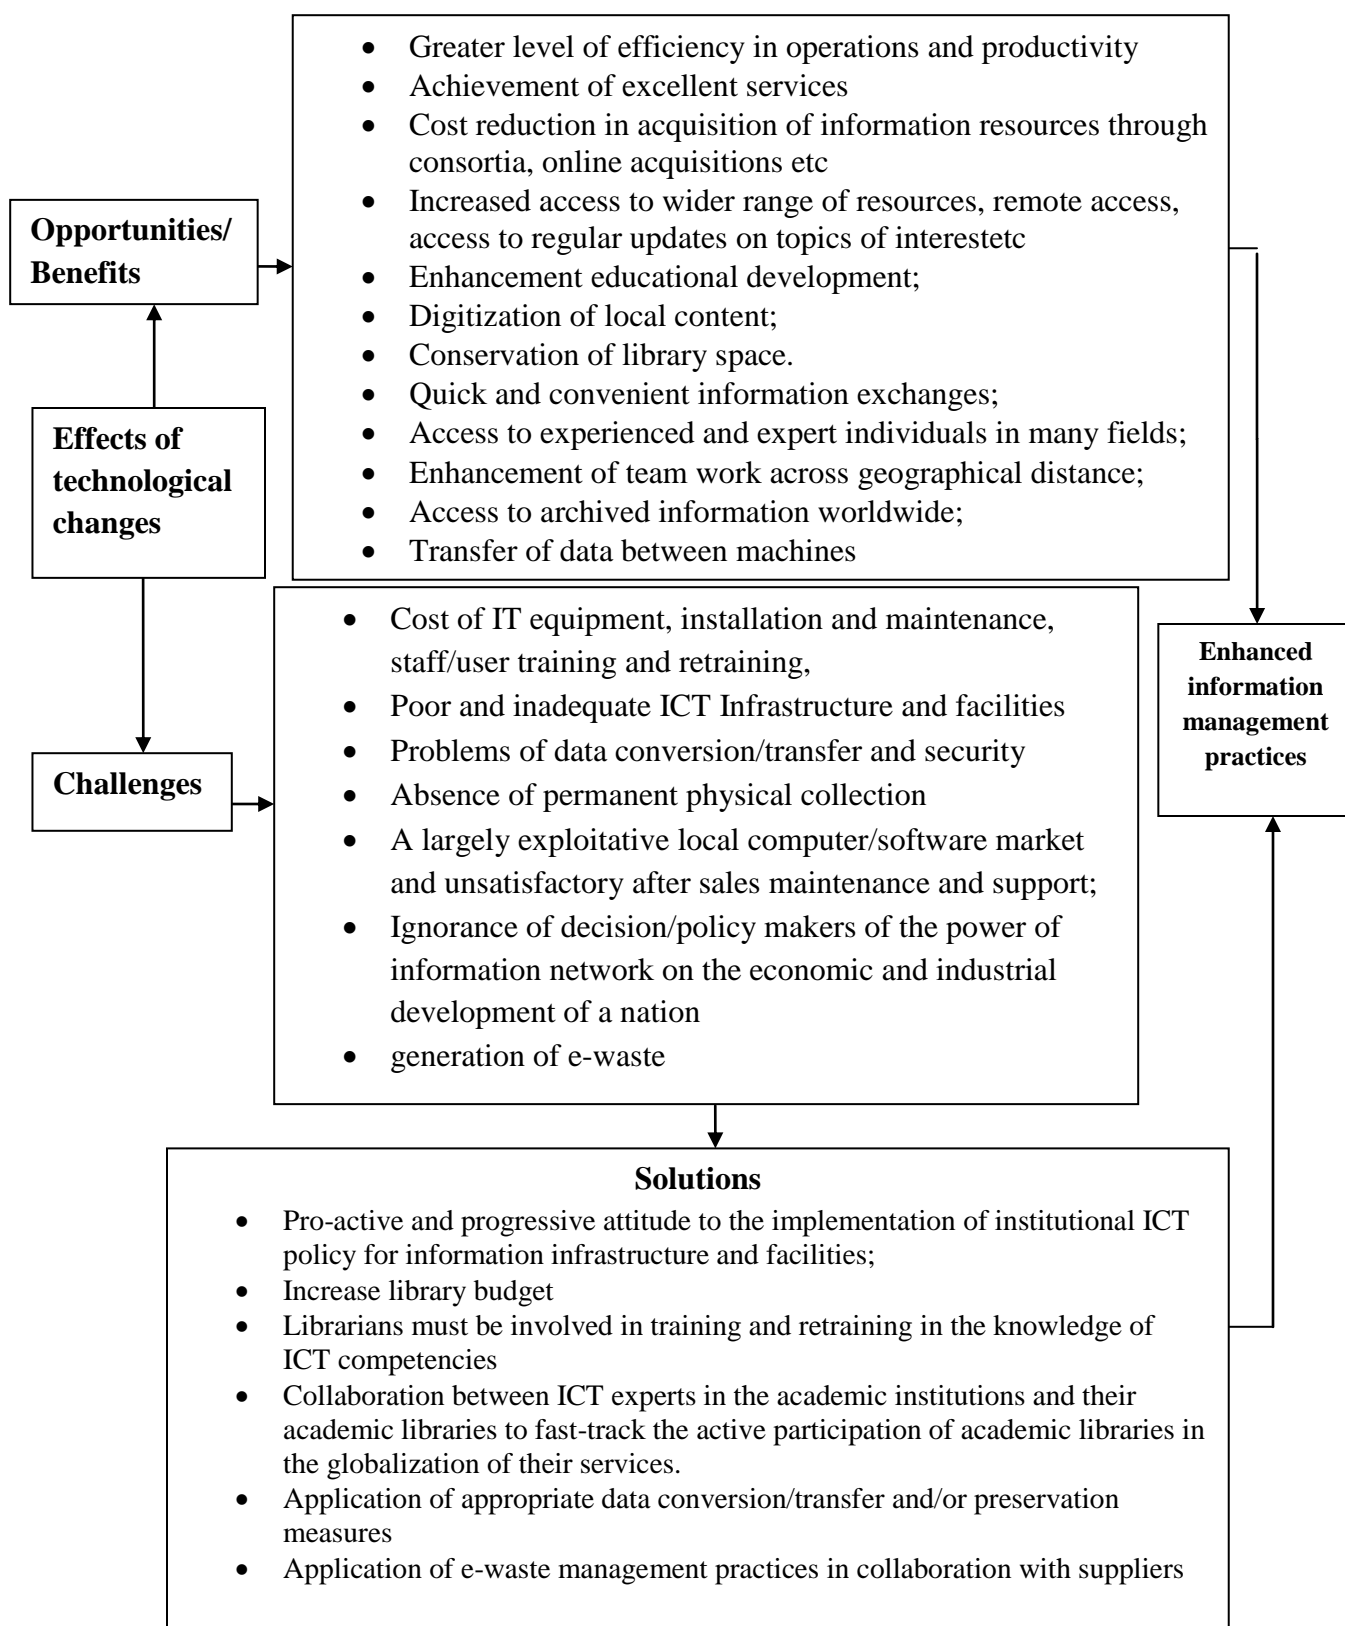 • Greater level of efficiency in operations and productivity
• Achievement of excellent services
• Cost reduction in acquisition of information resources through
consortia, online acquisitions etc
• Increased access to wider range of resources, remote access,
access to regular updates on topics of interestetc
• Enhancement educational development;
• Digitization of local content;
• Conservation of library space.
• Quick and convenient information exchanges;
• Access to experienced and expert individuals in many fields;
• Enhancement of team work across geographical distance;
• Access to archived information worldwide;
• Transfer of data between machines
Opportunities/
Benefits
Effects of
technological
changes
Challenges
• Cost of IT equipment, installation and maintenance,
staff/user training and retraining,
• Poor and inadequate ICT Infrastructure and facilities
• Problems of data conversion/transfer and security
• Absence of permanent physical collection
• A largely exploitative local computer/software market
and unsatisfactory after sales maintenance and support;
• Ignorance of decision/policy makers of the power of
information network on the economic and industrial
development of a nation
• generation of e-waste
Enhanced
information
management
practices
Solutions
• Pro-active and progressive attitude to the implementation of institutional ICT
policy for information infrastructure and facilities;
• Increase library budget
• Librarians must be involved in training and retraining in the knowledge of
ICT competencies
• Collaboration between ICT experts in the academic institutions and their
academic libraries to fast-track the active participation of academic libraries in
the globalization of their services.
• Application of appropriate data conversion/transfer and/or preservation
measures
• Application of e-waste management practices in collaboration with suppliers